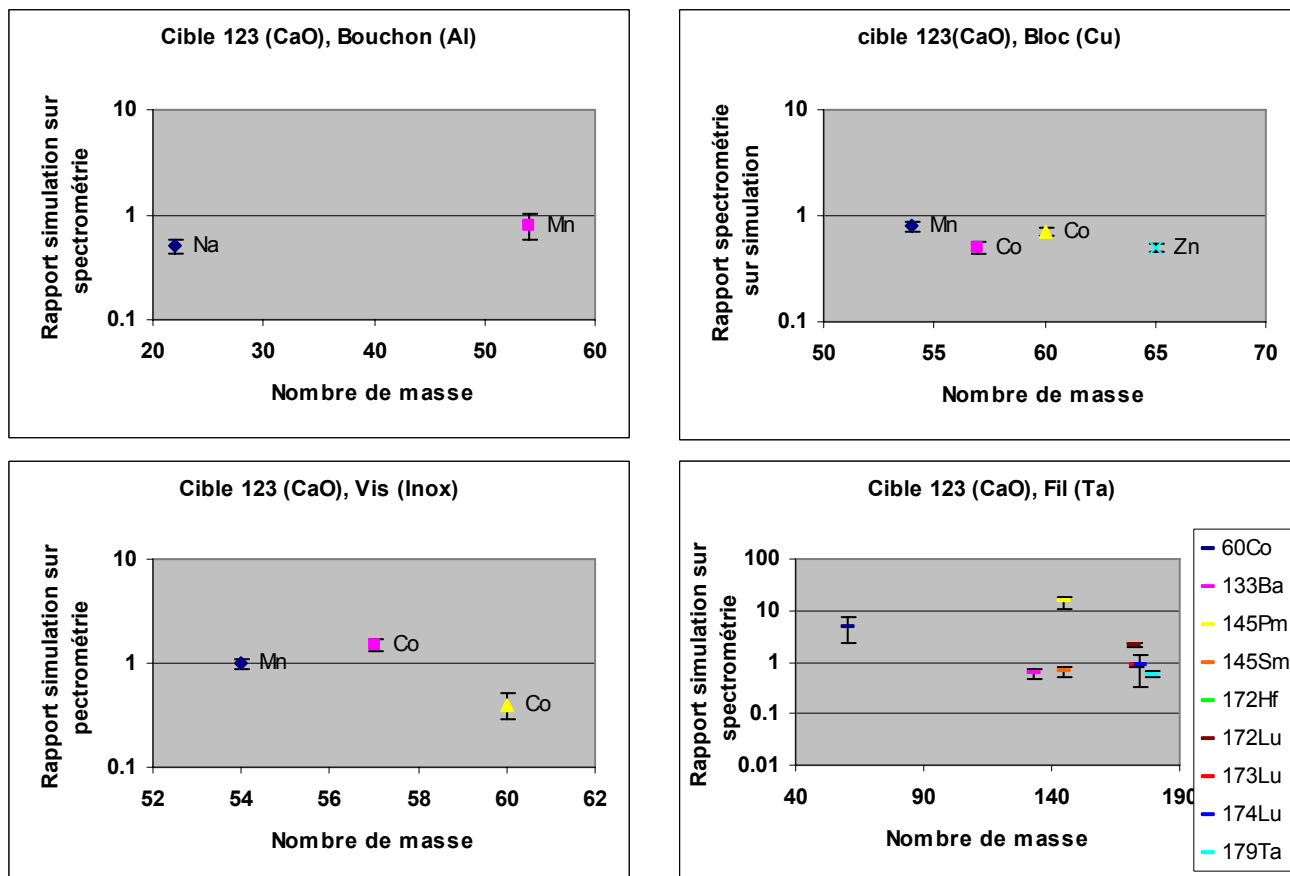 Cible 123 (CaO), Bouchon (Al)
Rapport simulation sur
spectrométrie
10
1
0.1
Na
Mn
20 30 40 50 60
Nombre de masse
cible 123(CaO), Bloc (Cu)
Rapport spectrométrie
sur simulation
10
1
0.1
Mn
Co
Co
Zn
50 55 60 65 70
Nombre de masse
Cible 123 (CaO), Vis (Inox)
Rapport simulation sur
pectrométrie
10
1
0.1
Mn
Co
Co
52 54 56 58 60 62
Nombre de masse
Cible 123 (CaO), Fil (Ta)
Rapport simulation sur
spectrométrie
100
10
1
0.1
0.01
40 90 140 190
Nombre de masse
60Co
133Ba
145Pm
145Sm
172Hf
172Lu
173Lu
174Lu
179Ta